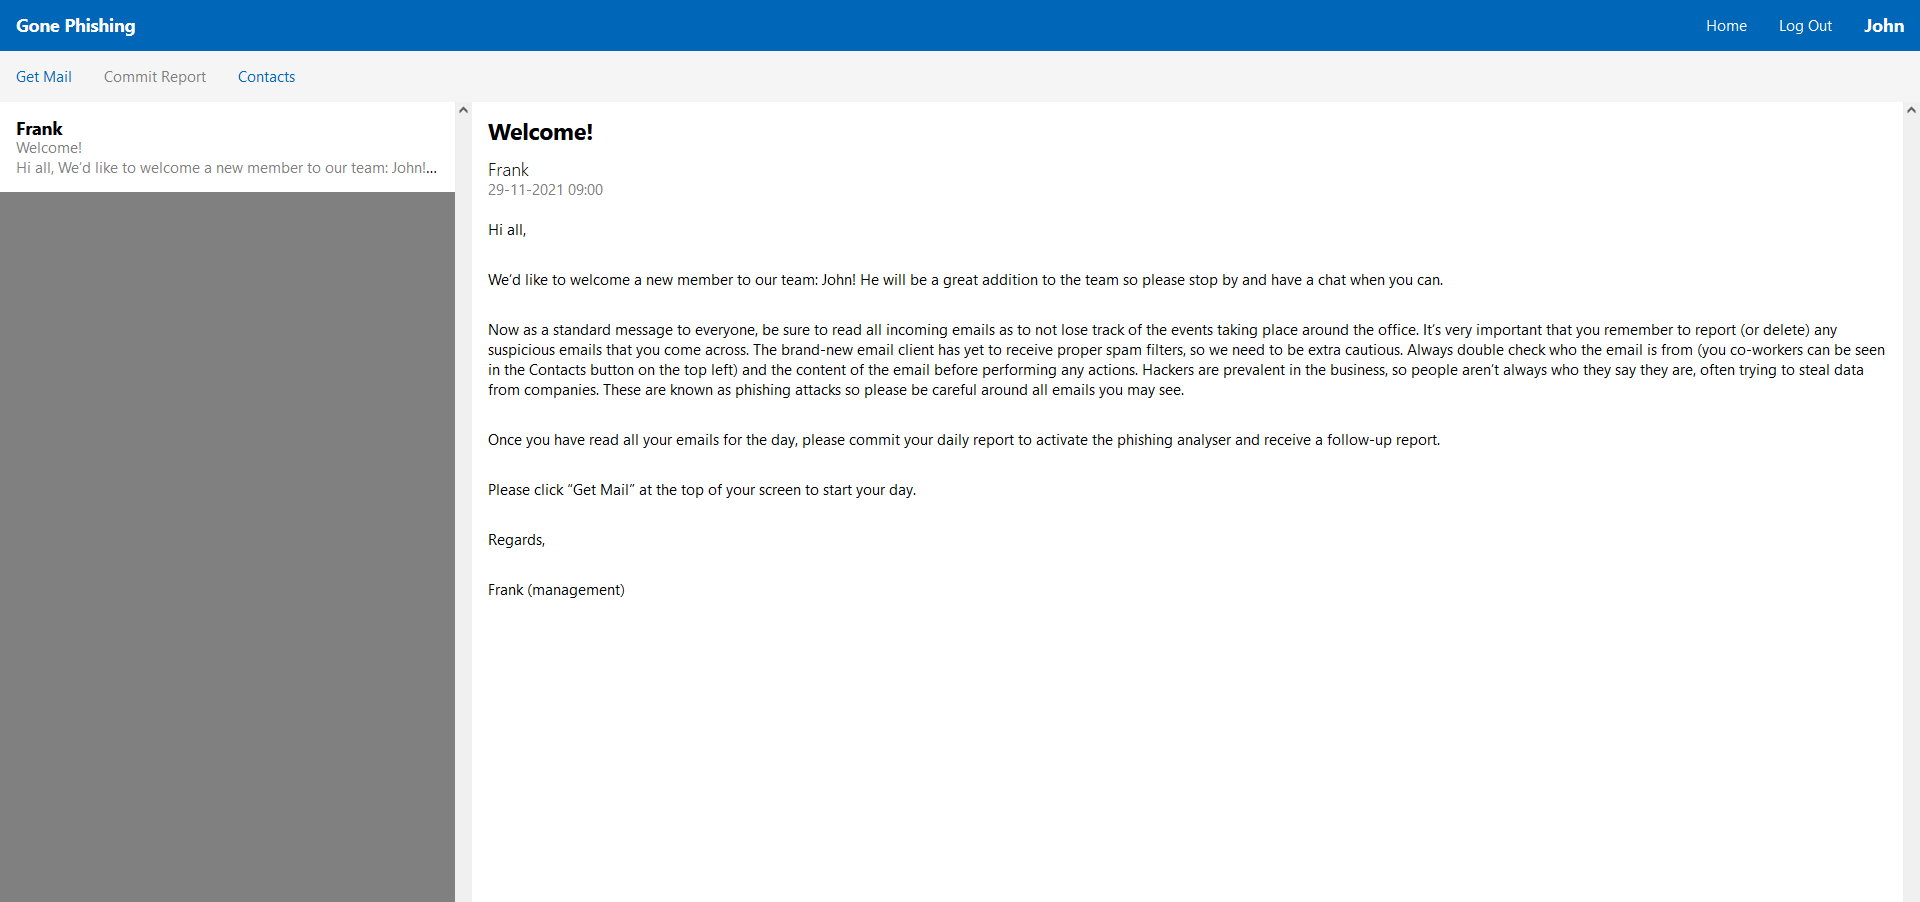 Gone Phishing
Home Log Out John
Get Mail Commit Report Contacts
Frank
Welcome!
Hi all, We’d like to welcome a new member to our team: John!...
Welcome!
Frank
29-11-2021 09:00
Hi all,
We’d like to welcome a new member to our team: John! He will be a great addition to the team so please stop by and have a chat when you can.
Now as a standard message to everyone, be sure to read all incoming emails as to not lose track of the events taking place around the office. It’s very important that you remember to report (or delete) any
suspicious emails that you come across. The brand-new email client has yet to receive proper spam filters, so we need to be extra cautious. Always double check who the email is from (you co-workers can be seen
in the Contacts button on the top left) and the content of the email before performing any actions. Hackers are prevalent in the business, so people aren’t always who they say they are, often trying to steal data
from companies. These are known as phishing attacks so please be careful around all emails you may see.
Once you have read all your emails for the day, please commit your daily report to activate the phishing analyser and receive a follow-up report.
Please click “Get Mail” at the top of your screen to start your day.
Regards,
Frank (management)